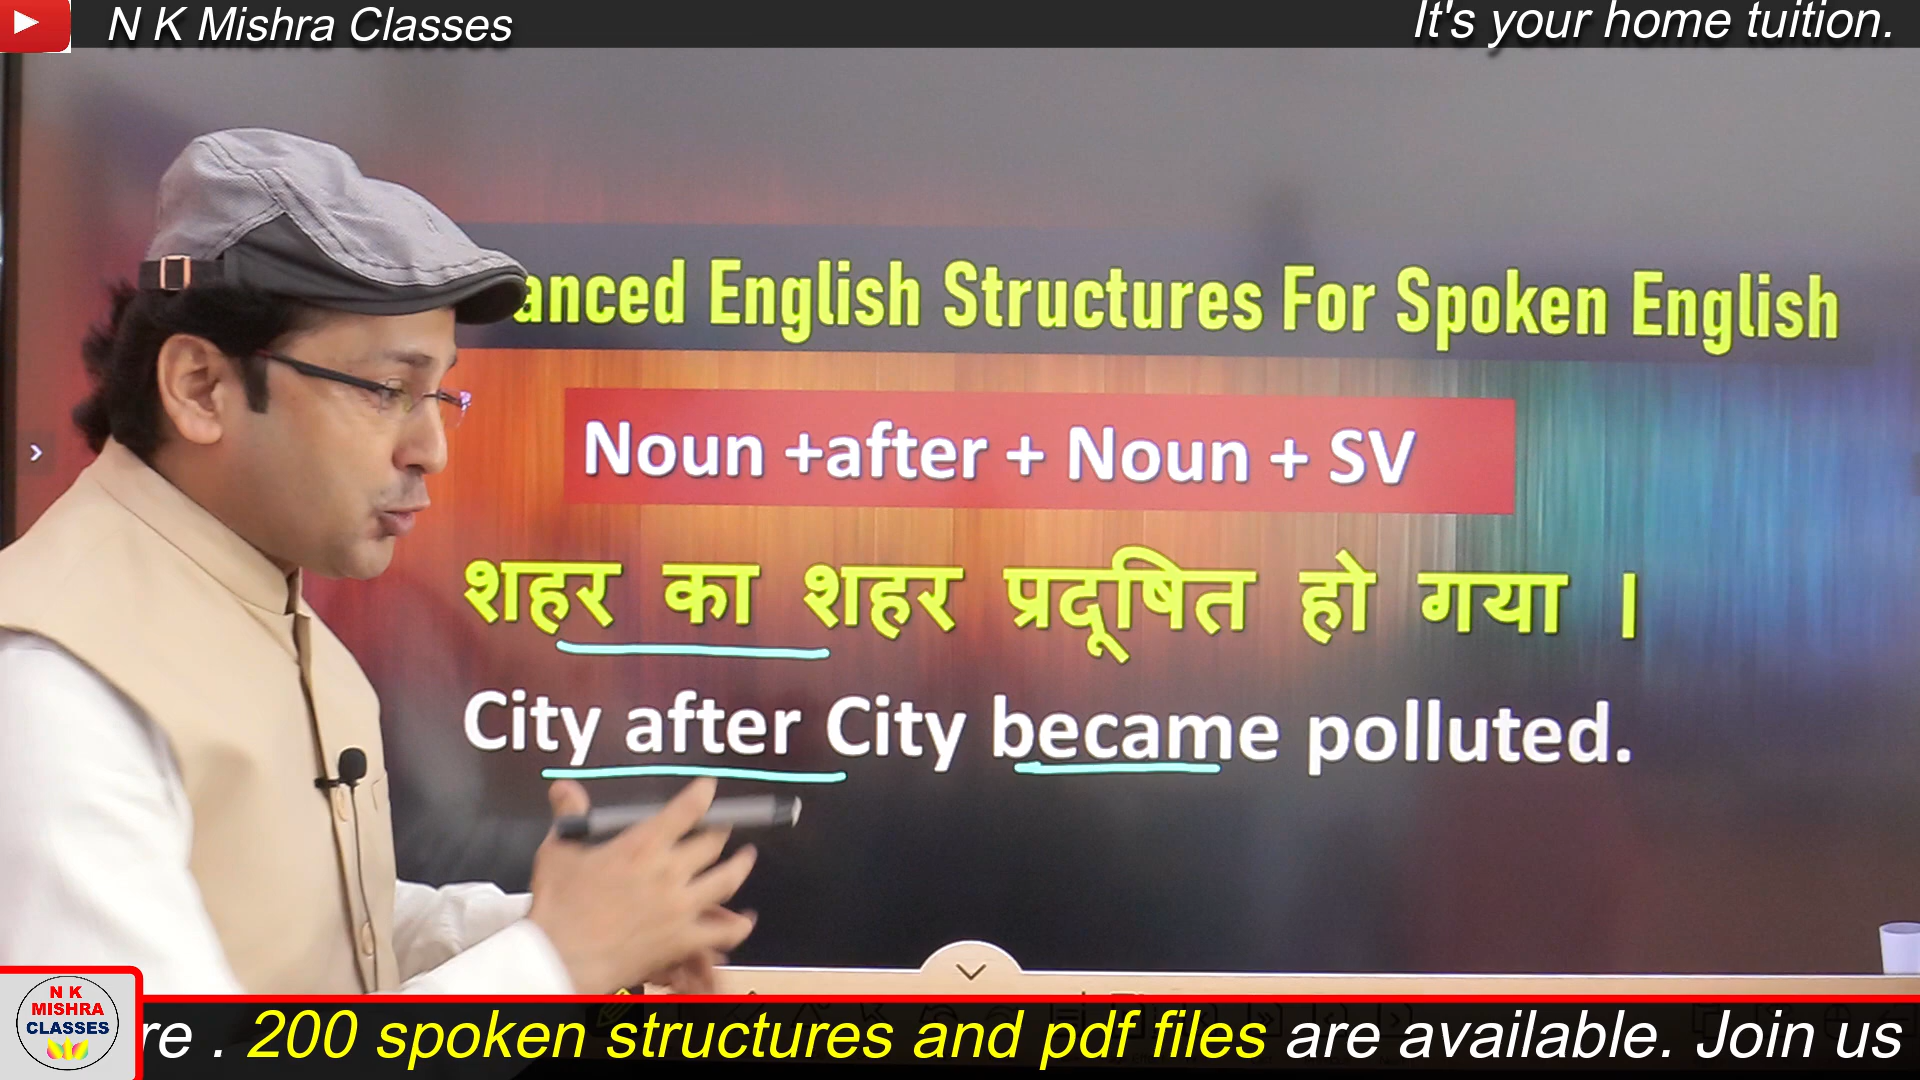 N K Mishra Classes
It's your home tuition.
anced English Structures For Spoken English
Noun +after + Noun + SV
शहर का शहर प्रदूषित हो गया ।
City after City became polluted.
N K
MISHRA
CLASSES
re . 200 spoken structures and pdf files are available. Join us